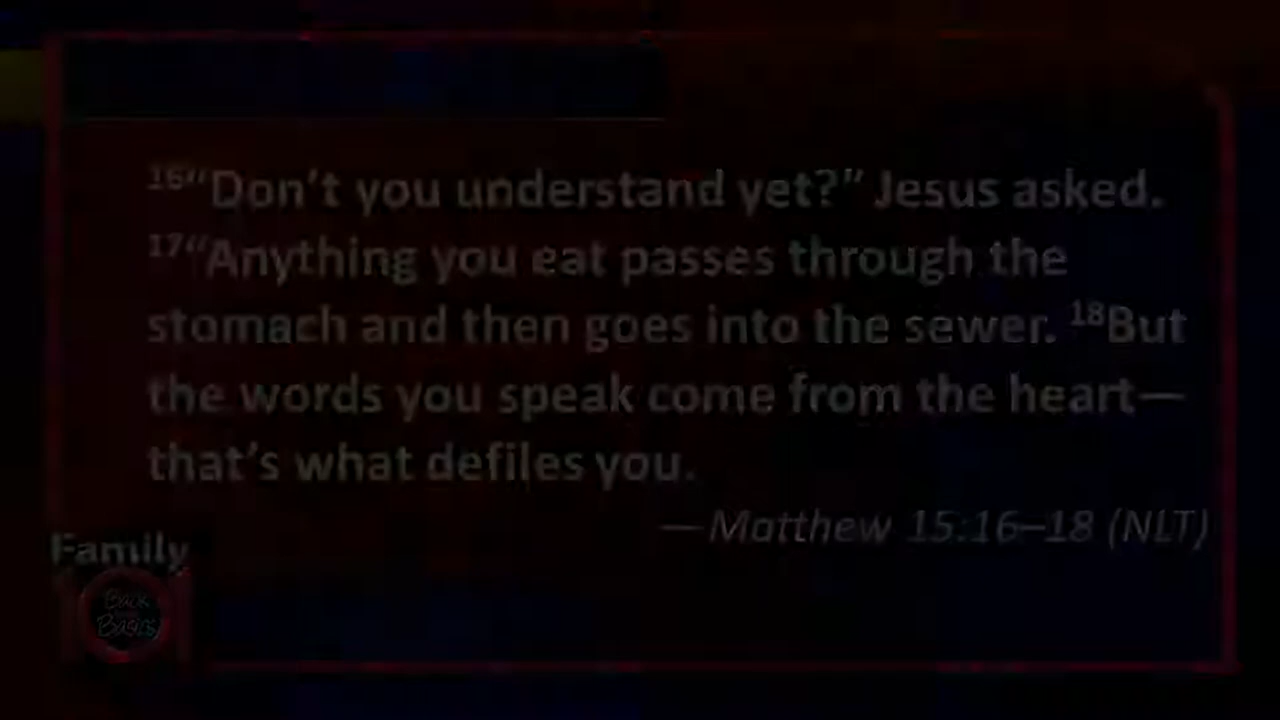 ¹⁶“Don’t you understand yet?” Jesus asked.
¹⁷“Anything you eat passes through the
stomach and then goes into the sewer. ¹⁸But
the words you speak come from the heart—
that’s what defiles you.
—Matthew 15:16–18 (NLT)
Family
Back
Basics